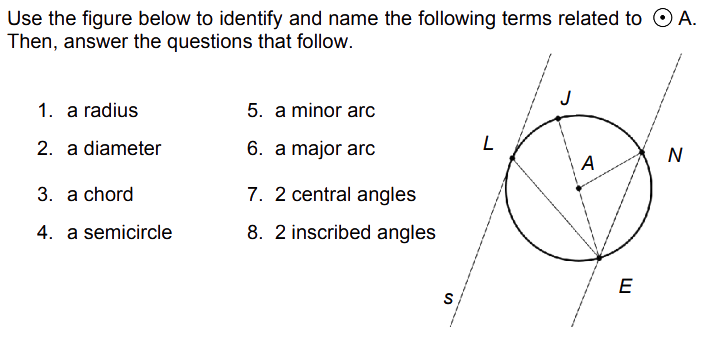 Use the figure below to identify and name the following terms related to ⊙ A.
Then, answer the questions that follow.
1. a radius
2. a diameter
3. a chord
4. a semicircle
5. a minor arc
6. a major arc
7. 2 central angles
8. 2 inscribed angles
J
L
A
N
E
s